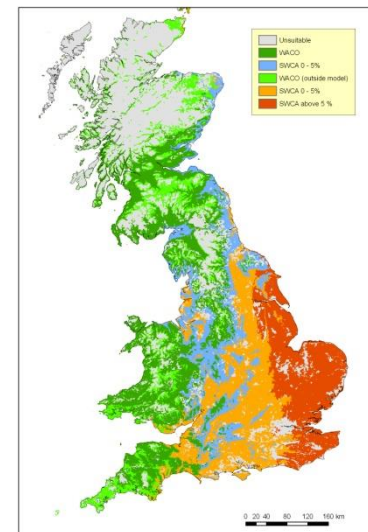 Unsuitable
WACO
SWCA 0 - 5%
WACO (outside model)
SWCA 0 - 5%
SWCA above 5 %
0 20 40 80 120 160 km